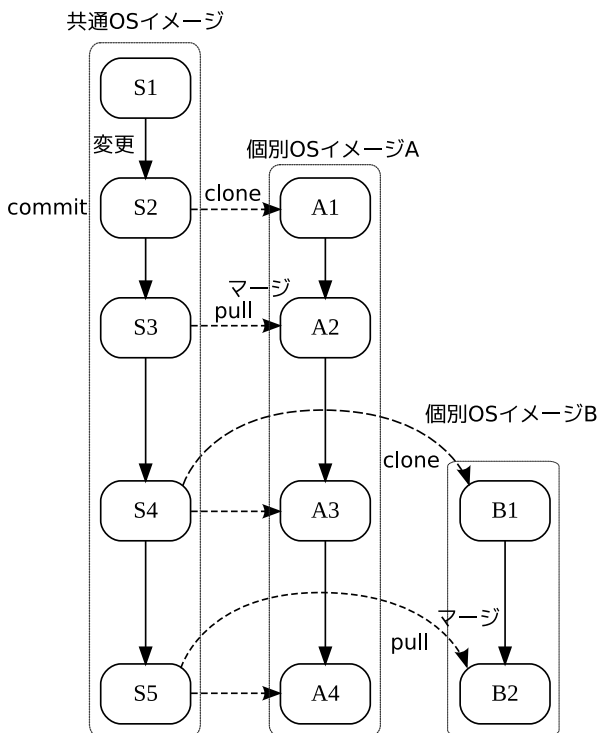 共通OSイメージ
S1
変更
個別OSイメージA
commit
S2
clone
A1
マージ
pull
S3
A2
個別OSイメージB
clone
S4
A3
B1
マージ
pull
S5
A4
B2